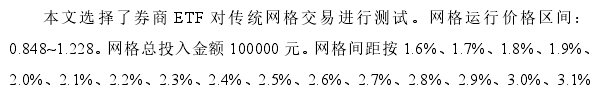 本文选择了券商 ETF 对传统网格交易进行测试。网格运行价格区间：
0.848~1.228。网格总投入金额 100000 元。网格间距按 1.6%、1.7%、1.8%、1.9%、
2.0%、2.1%、2.2%、2.3%、2.4%、2.5%、2.6%、2.7%、2.8%、2.9%、3.0%、3.1%